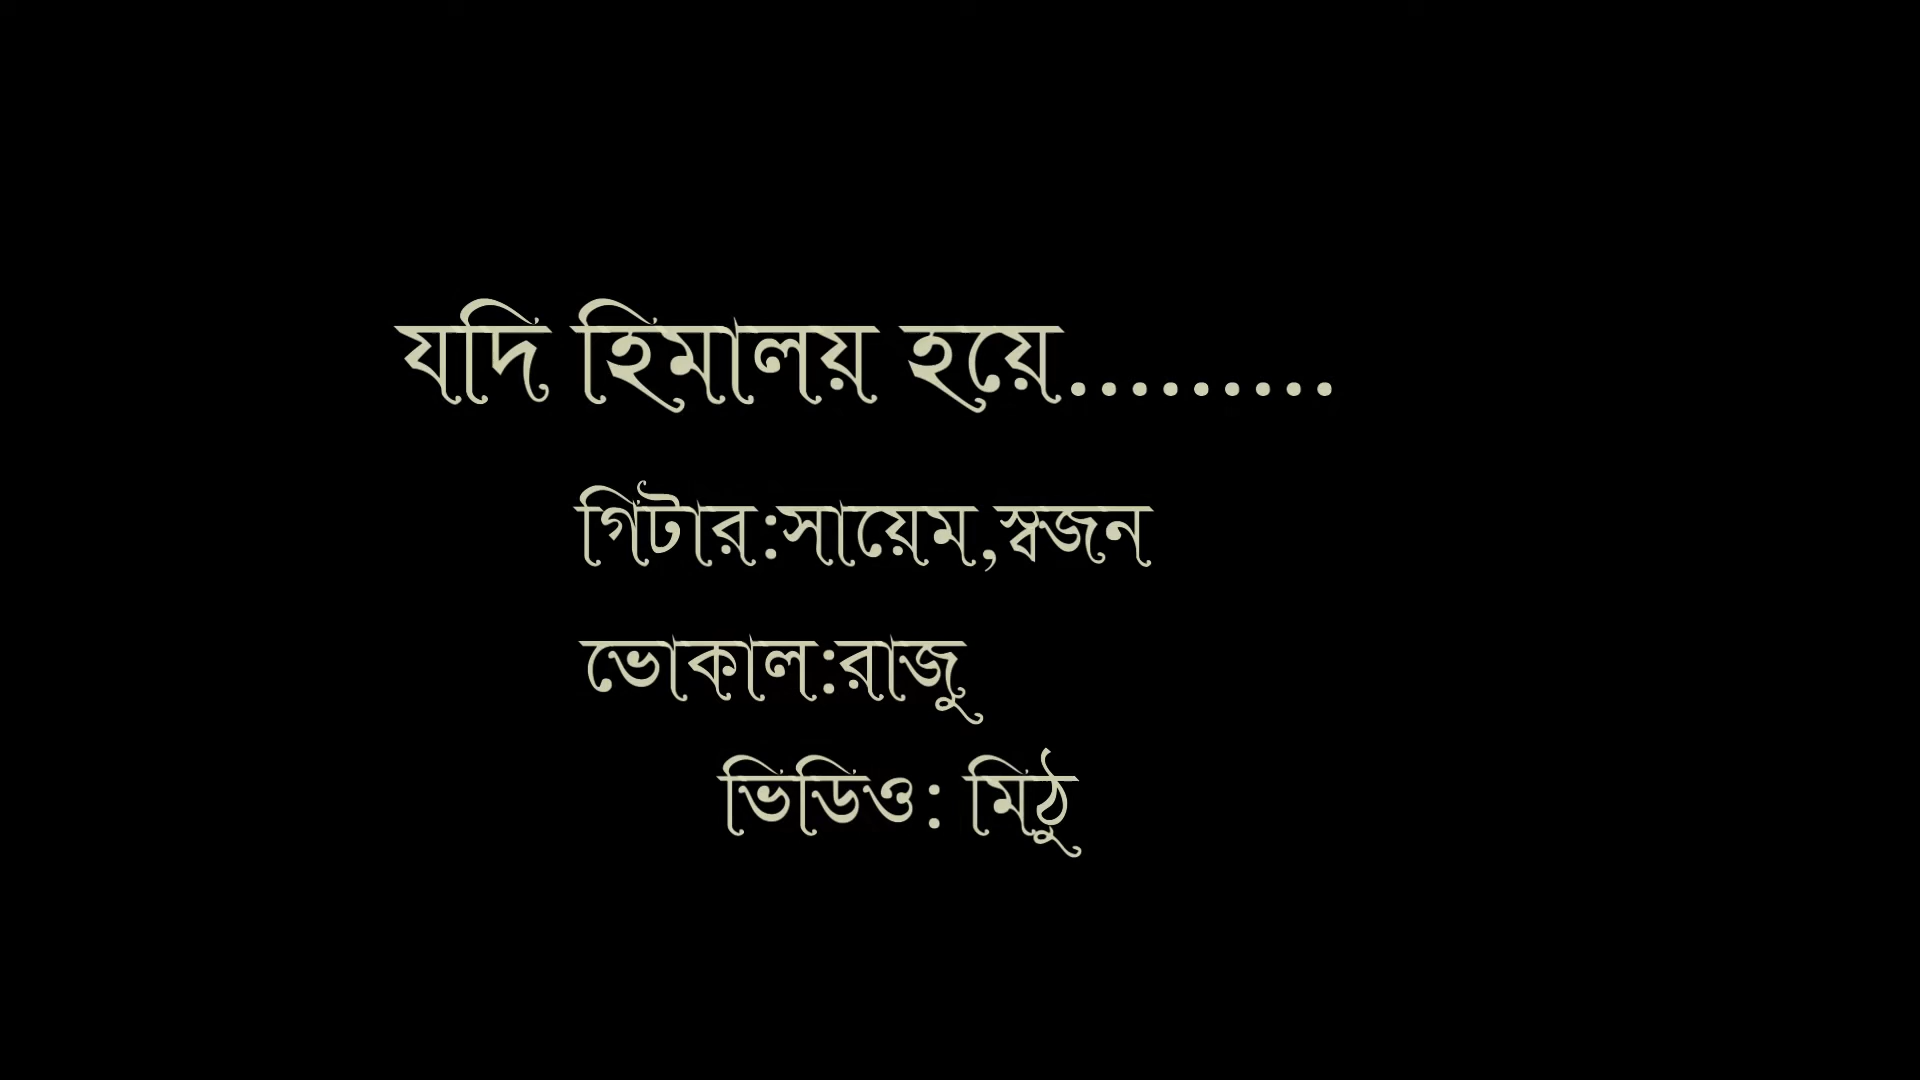 যদি হিমালয় হয়ে.........
গিটার:সায়েম,স্বজন
ভোকাল:রাজু
ভিডিও: মিঠু